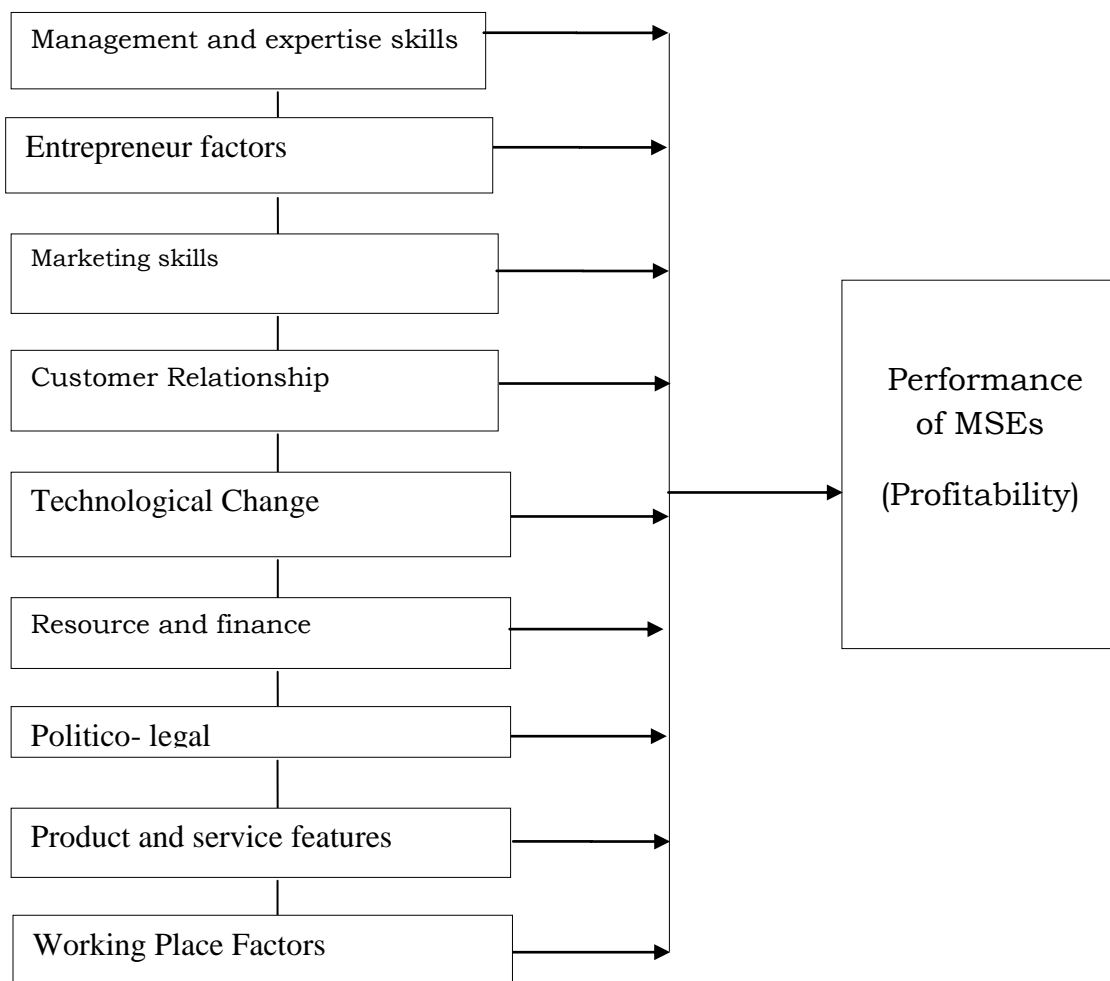 Management and expertise skills
Entrepreneur factors
Marketing skills
Customer Relationship
Technological Change
Resource and finance
Politico- legal
Product and service features
Working Place Factors
Performance
of MSEs
(Profitability)